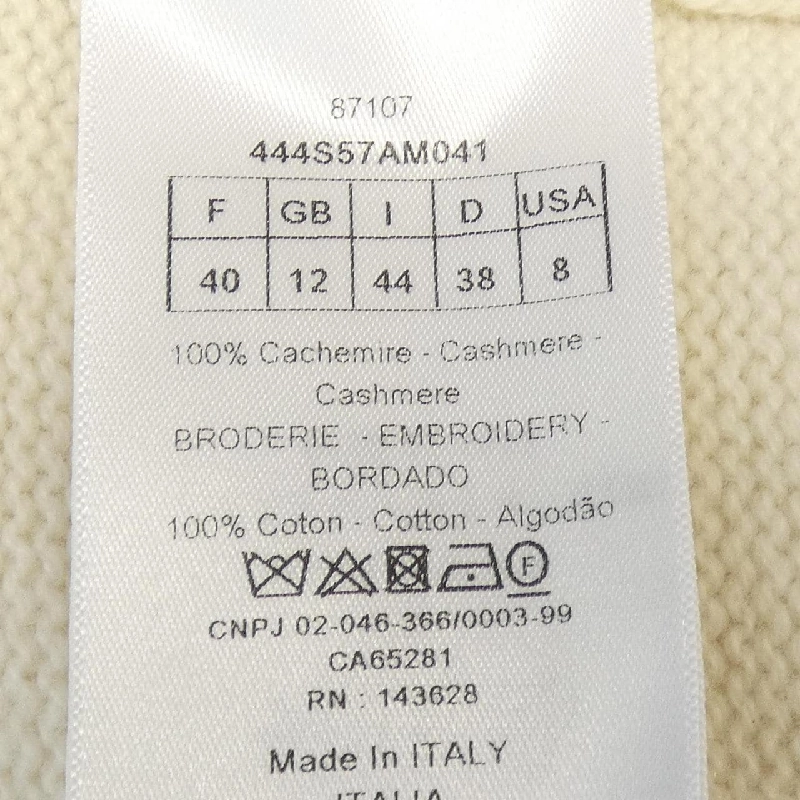 87107
444S57AM041
F GB I D USA
40 12 44 38 8
100% Cachemire - Cashmere -
Cashmere
BRODERIE - EMBROIDERY -
BORDADO
100% Coton - Cotton - Algodão
F
CNPJ 02-046-366/0003-99
CA65281
RN : 143628
Made In ITALY
ITALIA